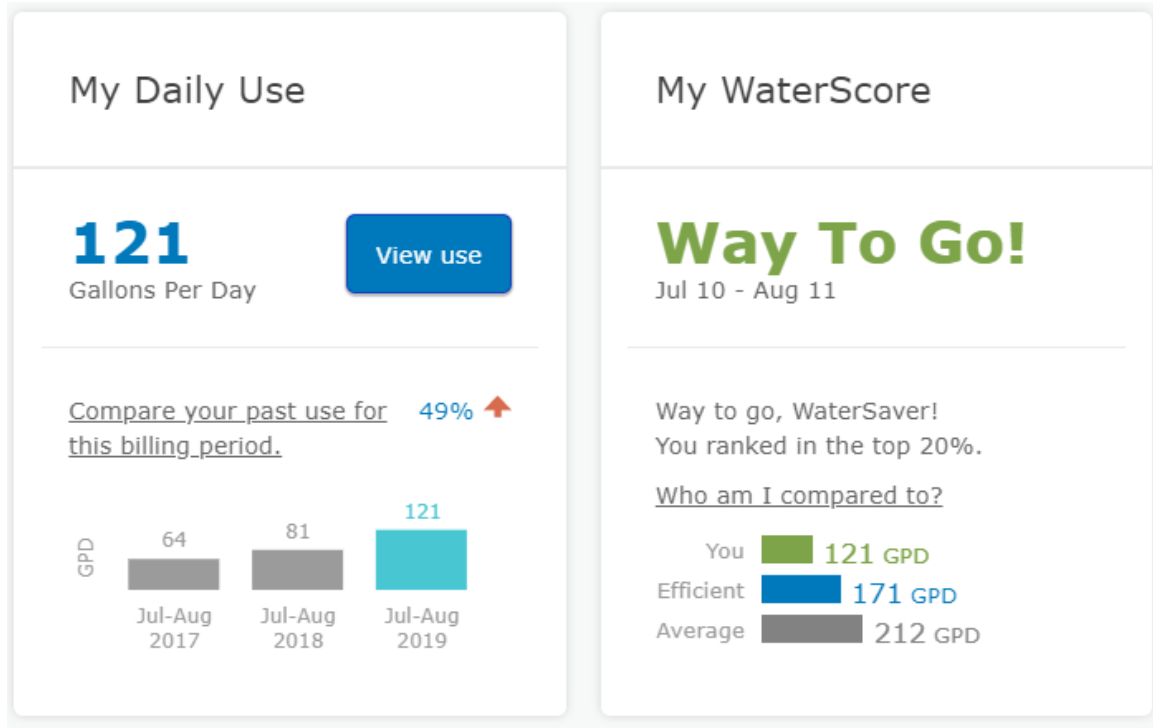 My Daily Use
121
Gallons Per Day
View use
Compare your past use for
this billing period.
49%
GPD
64
81
121
Jul-Aug
2017
Jul-Aug
2018
Jul-Aug
2019
My WaterScore
Way To Go!
Jul 10 - Aug 11
Way to go, WaterSaver!
You ranked in the top 20%.
Who am I compared to?
You 121 GPD
Efficient 171 GPD
Average 212 GPD